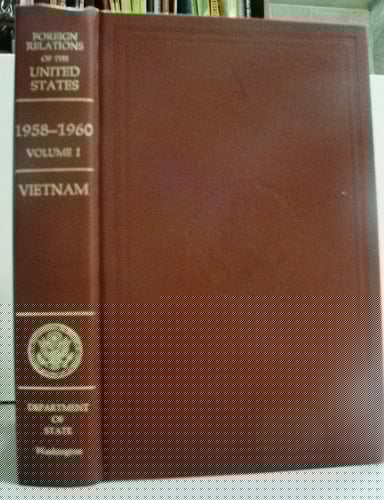 FOREIGN
RELATIONS
OF THE
UNITED
STATES
1958–1960
VOLUME I
VIETNAM
DEPARTMENT
OF
STATE
Washington